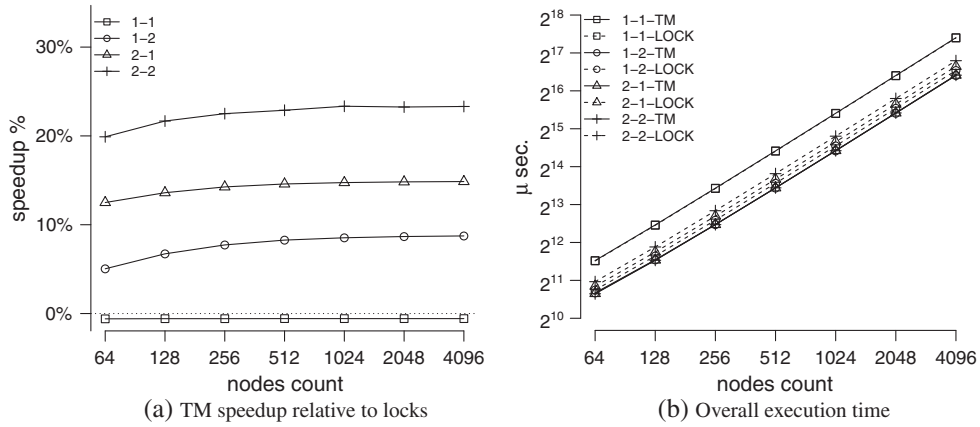 1−1
1−2
2−1
2−2
30%
20%
10%
0%
speedup %
64 128 256 512 1024 2048 4096
nodes count
(a) TM speedup relative to locks
1−1−TM
1−1−LOCK
1−2−TM
1−2−LOCK
2−1−TM
2−1−LOCK
2−2−TM
2−2−LOCK
2^18
2^17
2^16
2^15
2^14
2^13
2^12
2^11
2^10
μ sec.
64 128 256 512 1024 2048 4096
nodes count
(b) Overall execution time